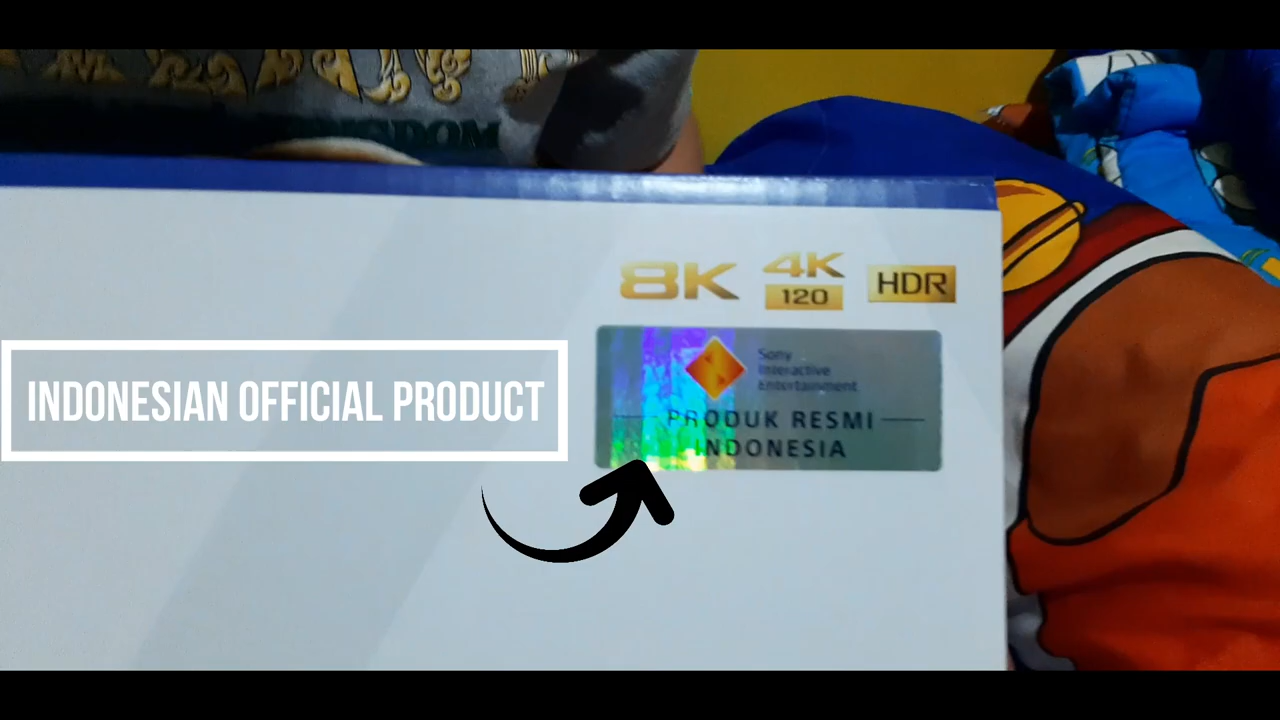 8K
4K
120
HDR
INDONESIAN OFFICIAL PRODUCT
Sony
Interactive
Entertainment
PRODUK RESMI
INDONESIA